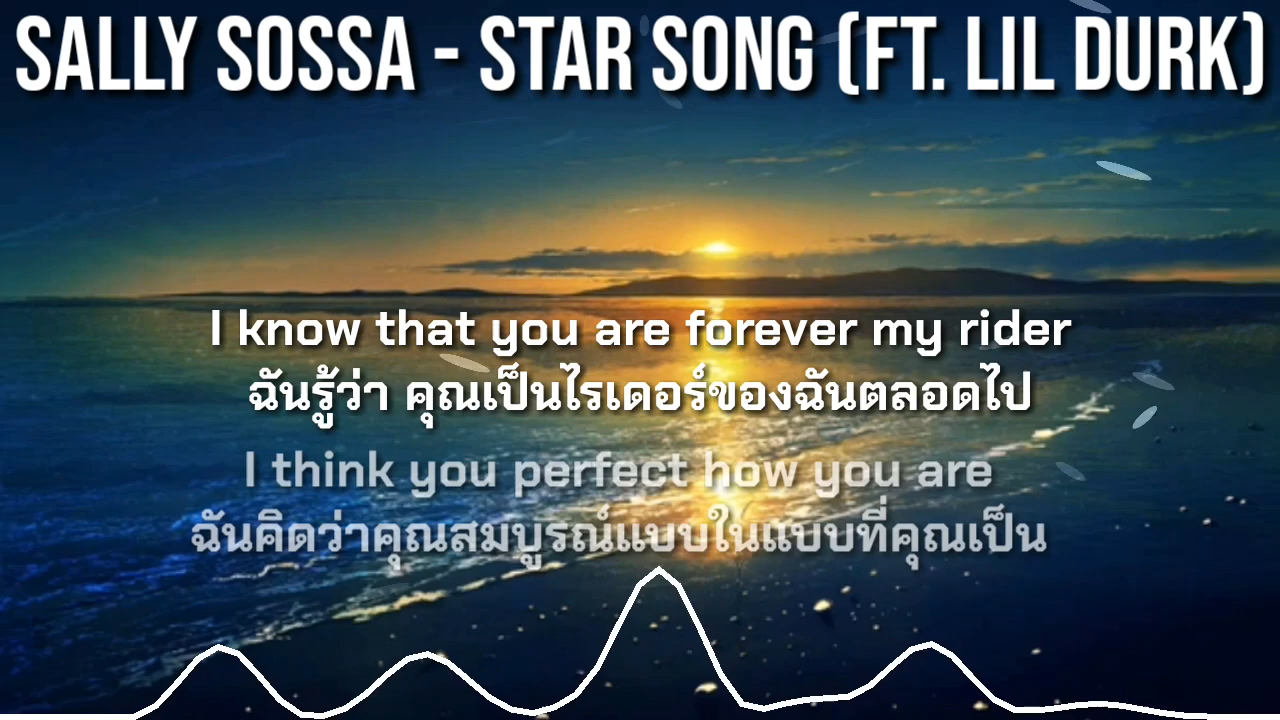 SALLY SOSSA - STAR SONG (FT. LIL DURK)
I know that you are forever my rider
ฉันรู้ว่า คุณเป็นไรเดอร์ของฉันตลอดไป
I think you perfect how you are
ฉันคิดว่าคุณสมบูรณ์แบบในแบบที่คุณเป็น